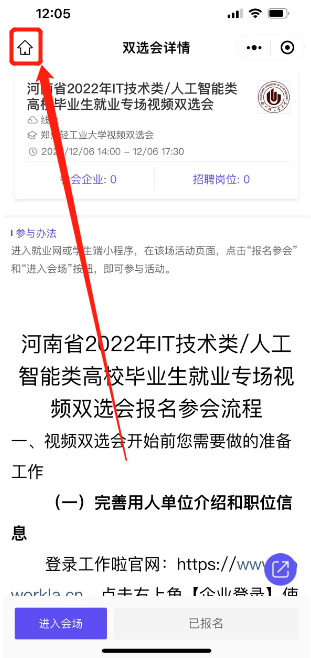 12:05
双选会详情
河南省2022年IT技术类/人工智能类
高校毕业生就业专场视频双选会
线
郑 轻工业大学视频双选会
12/06 14:00 – 12/06 17:30
会企业: 0
招聘岗位: 0
参与办法
进入就业网或学生端小程序，在该场活动页面，点击“报名参会”
和“进入会场”按钮，即可参与活动。
河南省2022年IT技术类/人工
智能类高校毕业生就业专场视
频双选会报名参会流程
一、视频双选会开始前您需要做的准备
工作
（一）完善用人单位介绍和职位信
息
登录工作啦官网：https://www.
workla.cn，点击右上角【企业登录】使
进入会场
已报名